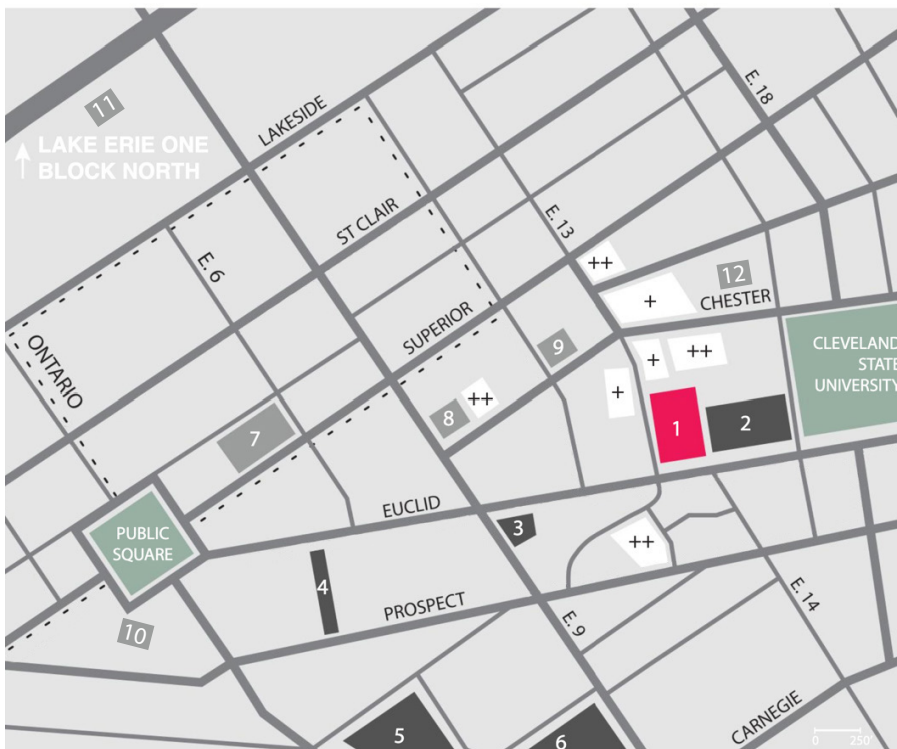 11
LAKE ERIE ONE
BLOCK NORTH
LAKESIDE
E. 18
ST CLAIR
E. 13
E. 6
++
12
+
CHESTER
ONTARIO
SUPERIOR
9
+
++
CLEVELAND
STATE
UNIVERSITY
+
8
++
7
1
2
EUCLID
3
PUBLIC
SQUARE
++
4
PROSPECT
E. 9
E. 14
10
CARNEGIE
5
6
0
250'